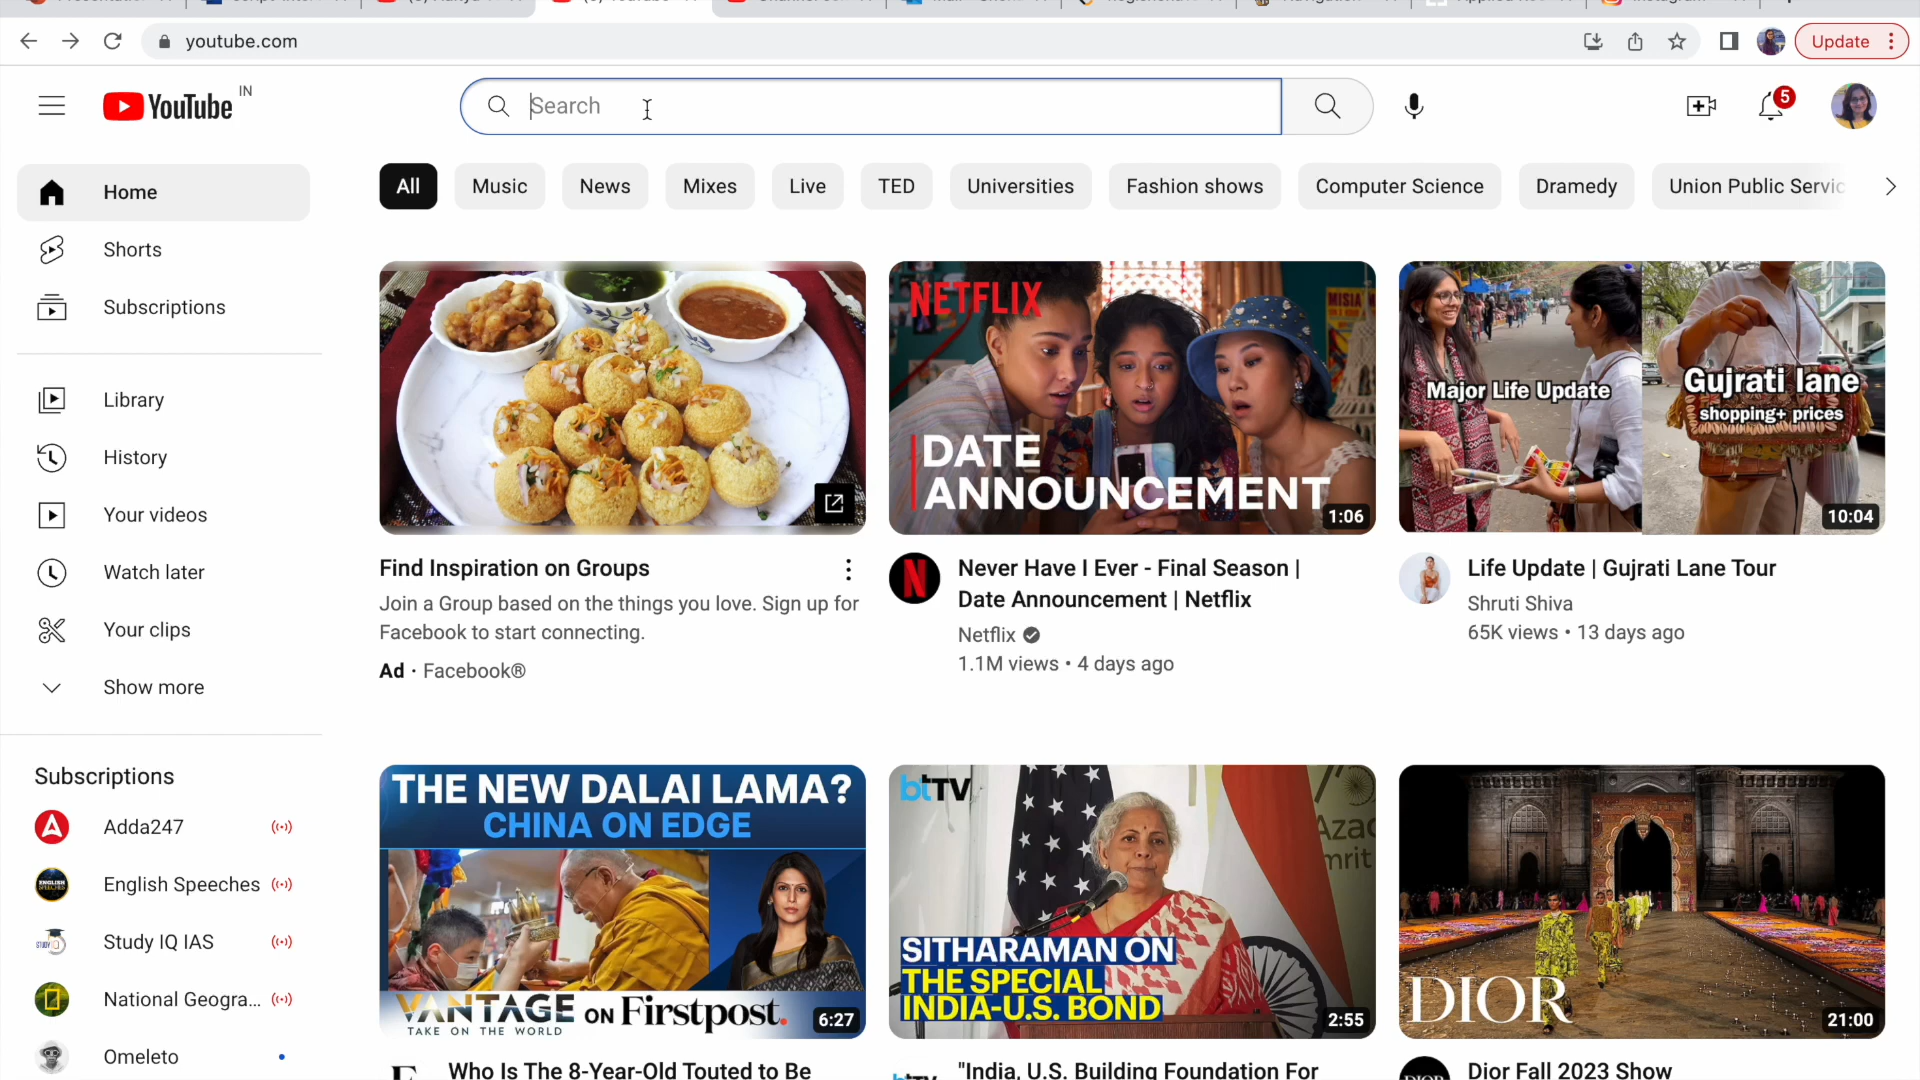 youtube.com
Update
YouTube IN
Search
5
Home
Shorts
Subscriptions
Library
History
Your videos
Watch later
Your clips
Show more
Subscriptions
Adda247
English Speeches
Study IQ IAS
National Geogra...
Omeleto
All
Music
News
Mixes
Live
TED
Universities
Fashion shows
Computer Science
Dramedy
Union Public Servic
Find Inspiration on Groups
Join a Group based on the things you love. Sign up for
Facebook to start connecting.
Ad · Facebook®
NETFLIX
DATE
ANNOUNCEMENT
1:06
N
Never Have I Ever - Final Season |
Date Announcement | Netflix
Netflix
1.1M views • 4 days ago
Major Life Update
Gujrati lane
shopping+ prices
10:04
Life Update | Gujrati Lane Tour
Shruti Shiva
65K views • 13 days ago
THE NEW DALAI LAMA?
CHINA ON EDGE
VANTAGE ON Firstpost.
TAKE ON THE WORLD
6:27
Who Is The 8-Year-Old Touted to Be
btTV
SITHARAMAN ON
THE SPECIAL
INDIA-U.S. BOND
2:55
"India, U.S. Building Foundation For
DIOR
21:00
Dior Fall 2023 Show